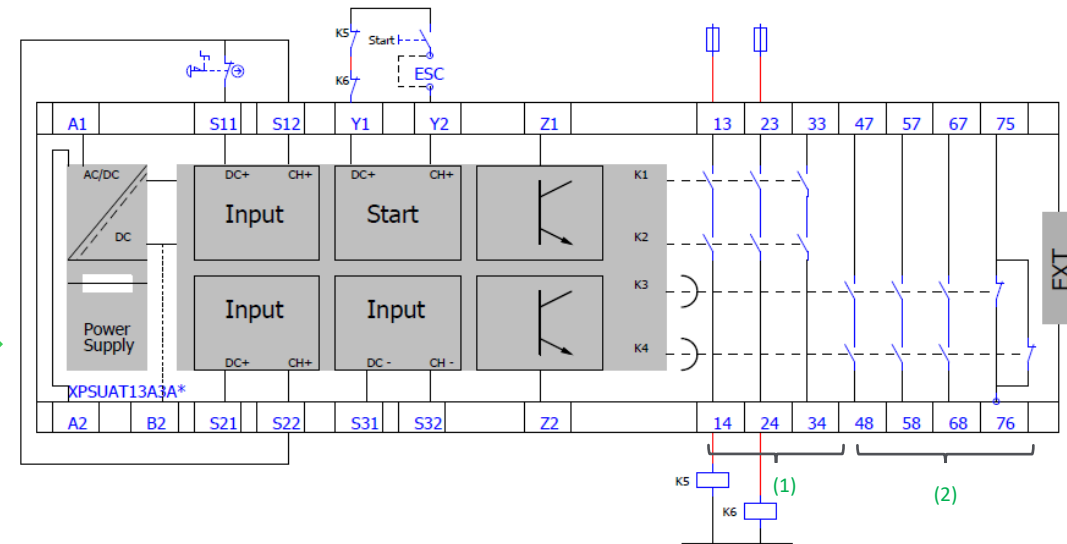 K5
Start
K6
ESC
A1 S11 S12 Y1 Y2 Z1 13 23 33 47 57 67 75
AC/DC DC+ CH+ DC+ CH+ K1
Input Start
DC K2
EXT
K3
Input Input
Power
Supply
K4
DC+ CH+ DC - CH -
XPSUAT13A3A*
A2 B2 S21 S22 S31 S32 Z2 14 24 34 48 58 68 76
K5 (1) (2)
K6